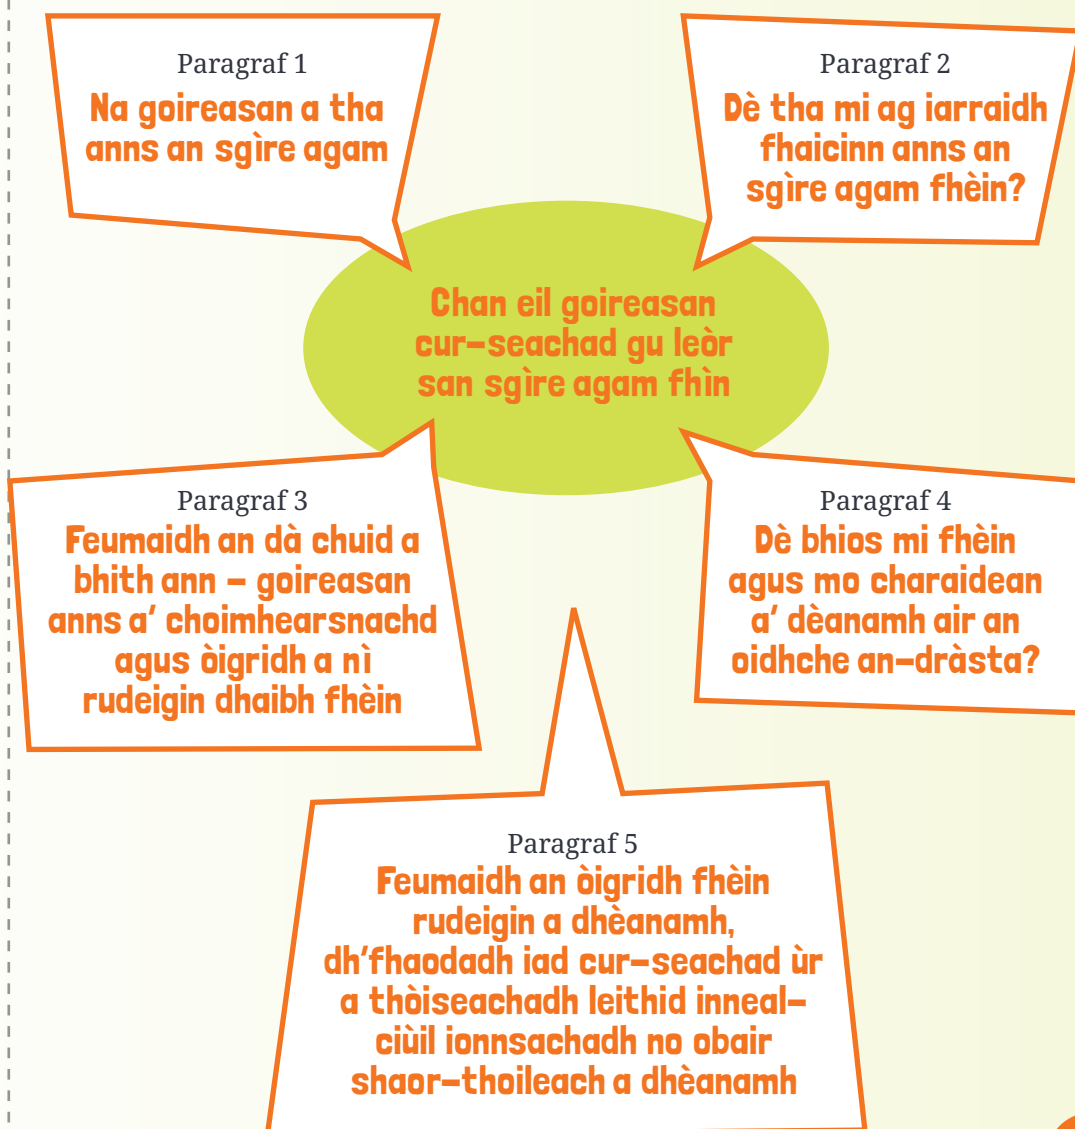 Paragraf 1
Na goireasan a tha
anns an sgìre agam
Paragraf 2
Dè tha mi ag iarraidh
fhaicinn anns an
sgìre agam fhèin?
Chan eil goireasan
cur-seachad gu leòr
san sgìre agam fhìn
Paragraf 3
Feumaidh an dà chuid a
bhith ann – goireasan
anns a' choimhearsnachd
agus òigridh a nì
rudeigin dhaibh fhèin
Paragraf 4
Dè bhios mi fhèin
agus mo charaidean
a' dèanamh air an
oidhche an-dràsta?
Paragraf 5
Feumaidh an òigridh fhèin
rudeigin a dhèanamh,
dh'fhaodadh iad cur-seachad ùr
a thòiseachadh leithid inneal-
ciùil ionnsachadh no obair
shaor-thoileach a dhèanamh